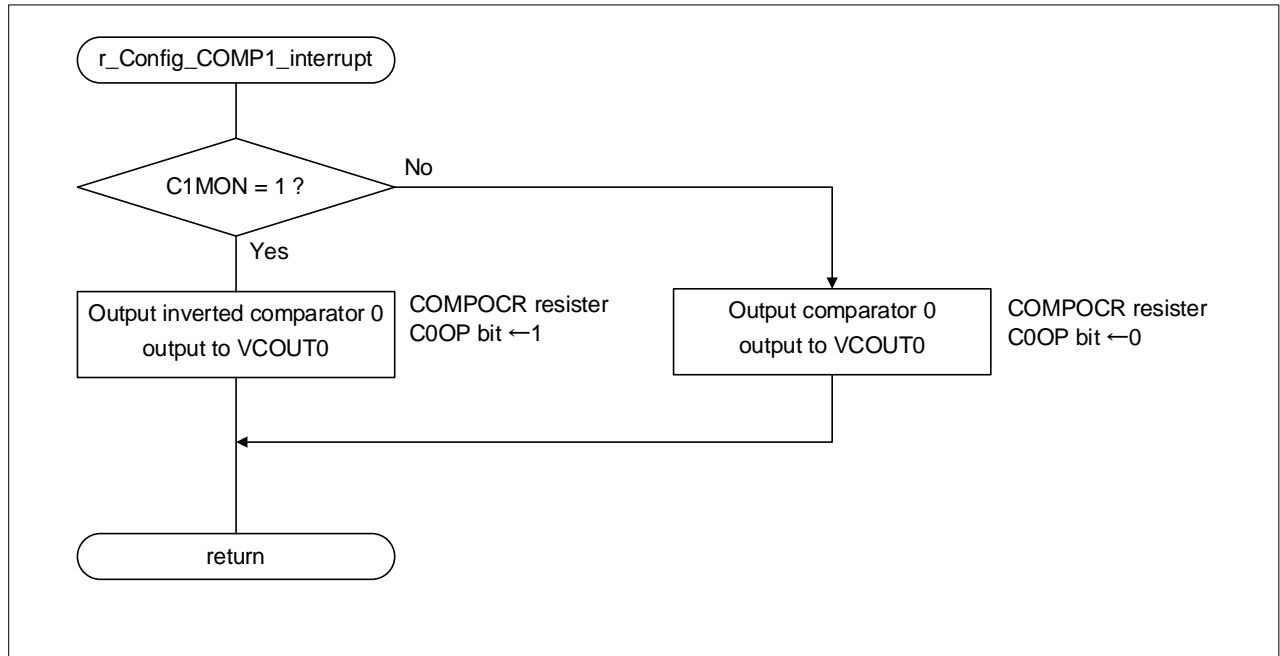 r_Config_COMP1_interrupt
C1MON = 1 ?
No
Yes
Output inverted comparator 0
output to VCOUT0
COMPOCR resister
C0OP bit ←1
Output comparator 0
output to VCOUT0
COMPOCR resister
C0OP bit ←0
return